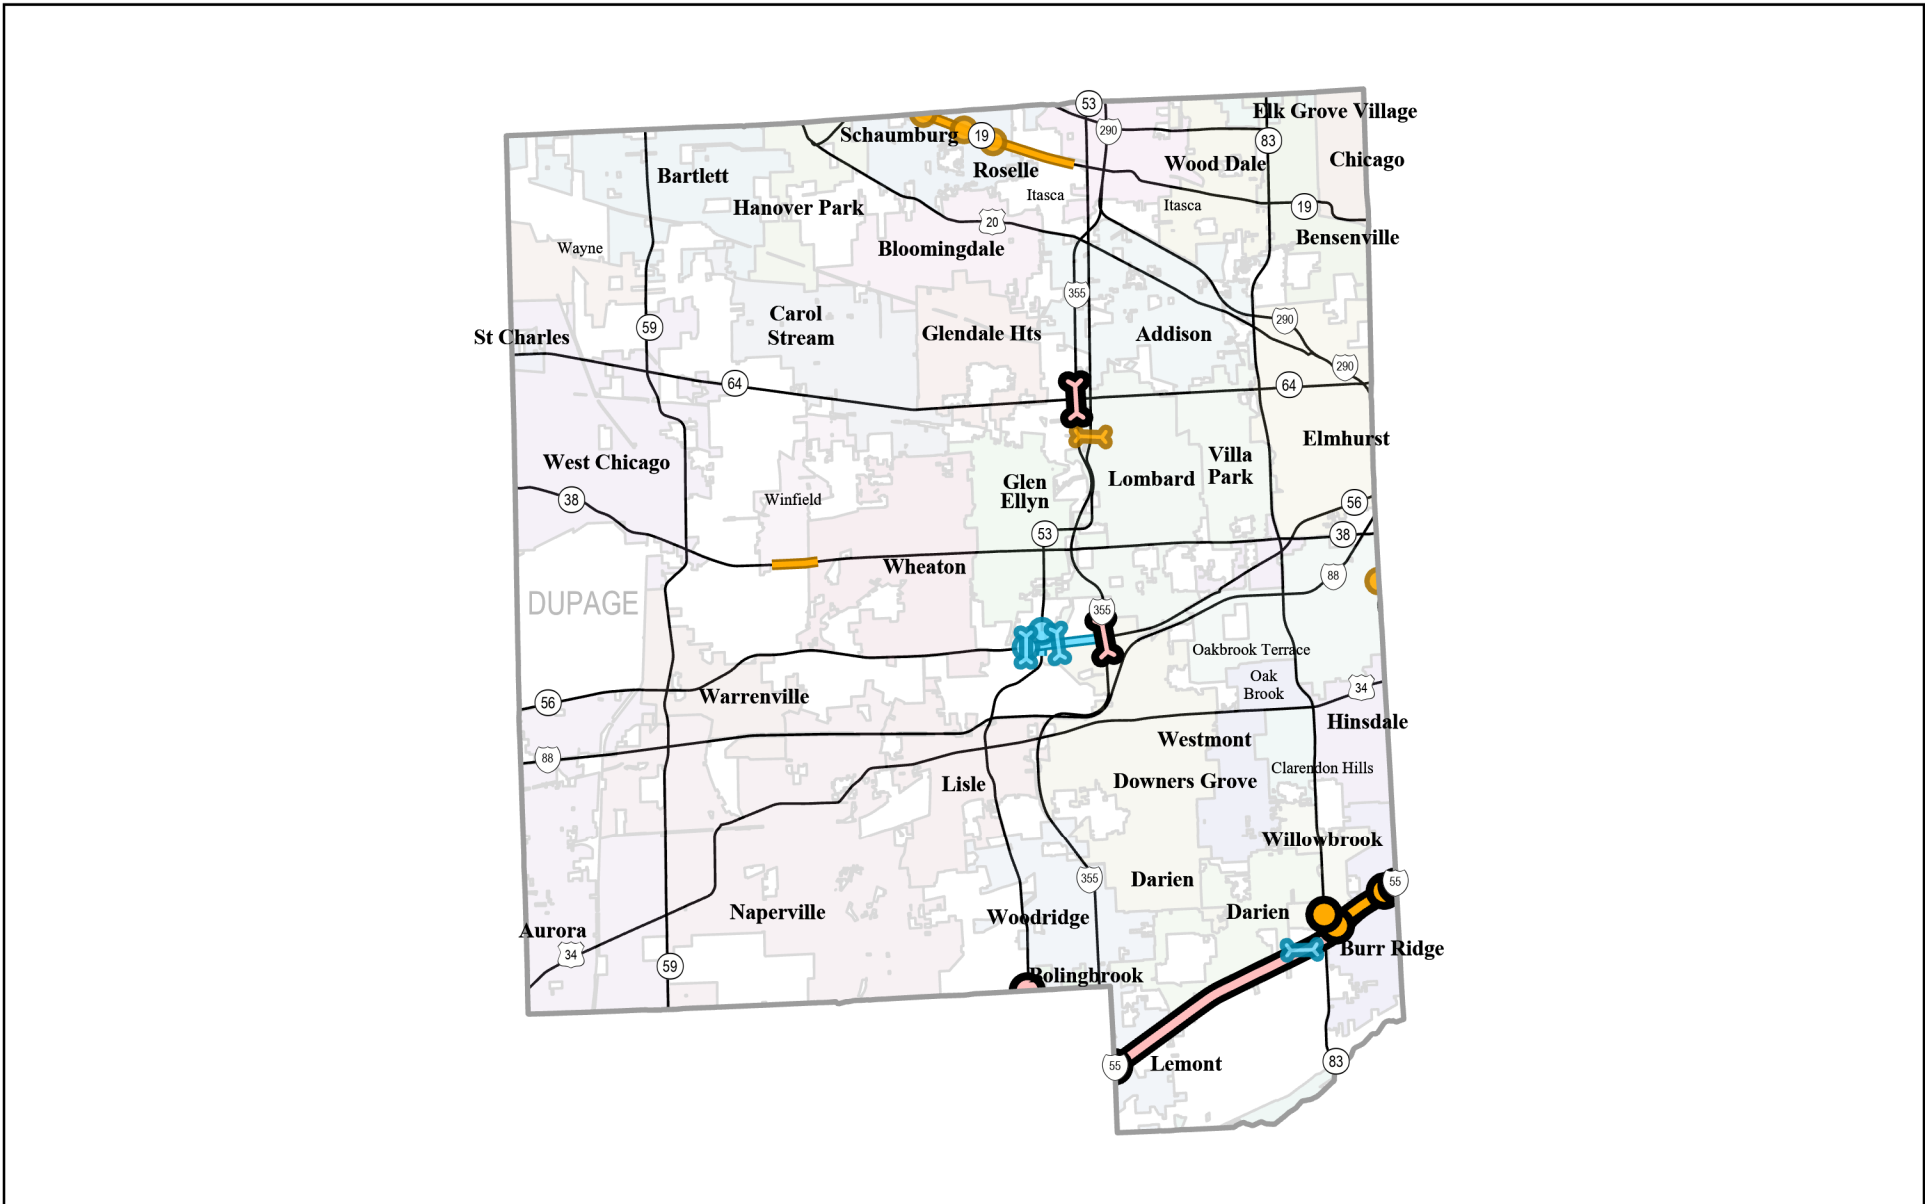 53
Elk Grove Village
290
Schaumburg
19
83
Wood Dale
Chicago
Roselle
Bartlett
Itasca
Itasca
Hanover Park
19
20
Bensenville
Wayne
Bloomingdale
355
Carol
Stream
59
290
St Charles
Glendale Hts
Addison
290
64
64
Elmhurst
Villa
Park
West Chicago
Glen
Ellyn
Lombard
38
Winfield
56
53
38
Wheaton
88
DUPAGE
355
Oakbrook Terrace
Oak
Brook
34
Warrenville
56
Hinsdale
Westmont
88
Clarendon Hills
Lisle
Downers Grove
Willowbrook
355
Darien
55
Naperville
Woodridge
Darien
Aurora
Burr Ridge
34
59
Bolingbrook
55
Lemont
83